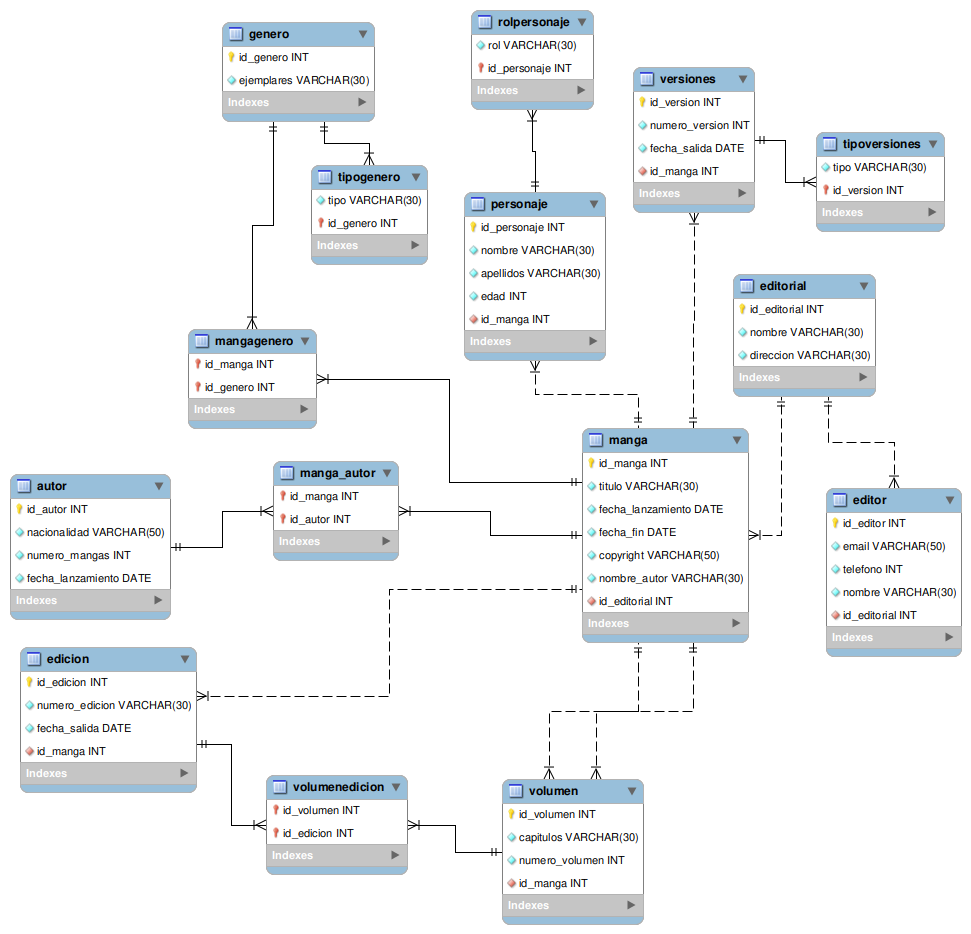 genero
id_genero INT
ejemplares VARCHAR(30)
Indexes
rolpersonaje
rol VARCHAR(30)
id_personaje INT
Indexes
versiones
id_version INT
numero_version INT
fecha_salida DATE
id_manga INT
Indexes
tipoversiones
tipo VARCHAR(30)
id_version INT
Indexes
tipogenero
tipo VARCHAR(30)
id_genero INT
Indexes
personaje
id_personaje INT
nombre VARCHAR(30)
apellidos VARCHAR(30)
edad INT
id_manga INT
Indexes
editorial
id_editorial INT
nombre VARCHAR(30)
direccion VARCHAR(30)
Indexes
mangagenero
id_manga INT
id_genero INT
Indexes
manga
id_manga INT
titulo VARCHAR(30)
fecha_lanzamiento DATE
fecha_fin DATE
copyright VARCHAR(50)
nombre_autor VARCHAR(30)
id_editorial INT
Indexes
manga_autor
id_manga INT
id_autor INT
Indexes
autor
id_autor INT
nacionalidad VARCHAR(50)
numero_mangas INT
fecha_lanzamiento DATE
Indexes
editor
id_editor INT
email VARCHAR(50)
telefono INT
nombre VARCHAR(30)
id_editorial INT
Indexes
edicion
id_edicion INT
numero_edicion VARCHAR(30)
fecha_salida DATE
id_manga INT
Indexes
volumenedicion
id_volumen INT
id_edicion INT
Indexes
volumen
id_volumen INT
capitulos VARCHAR(30)
numero_volumen INT
id_manga INT
Indexes